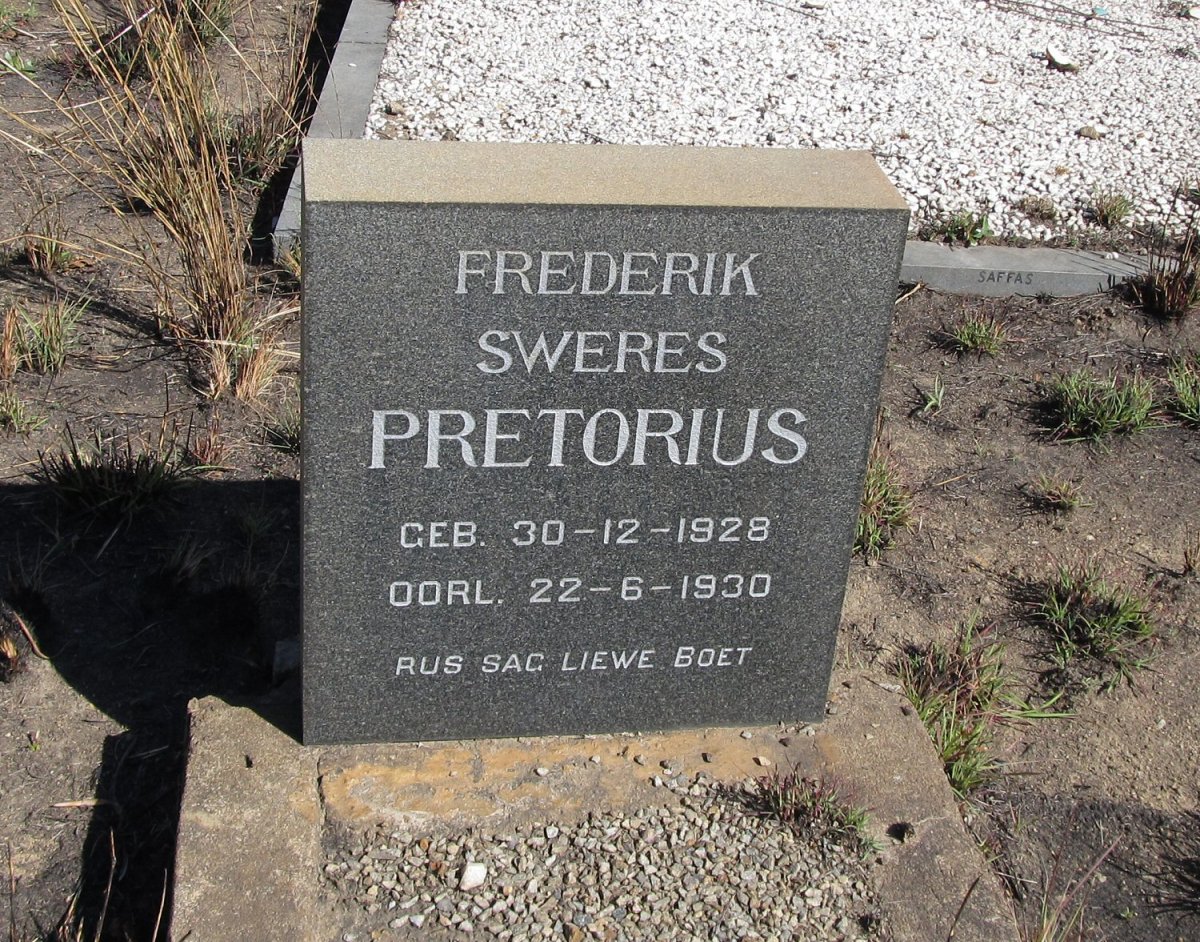 FREDERIK
SWERES
PRETORIUS
GEB. 30-12-1928
OORL. 22-6-1930
RUS SAG LIEWE BOET
SAFFAS